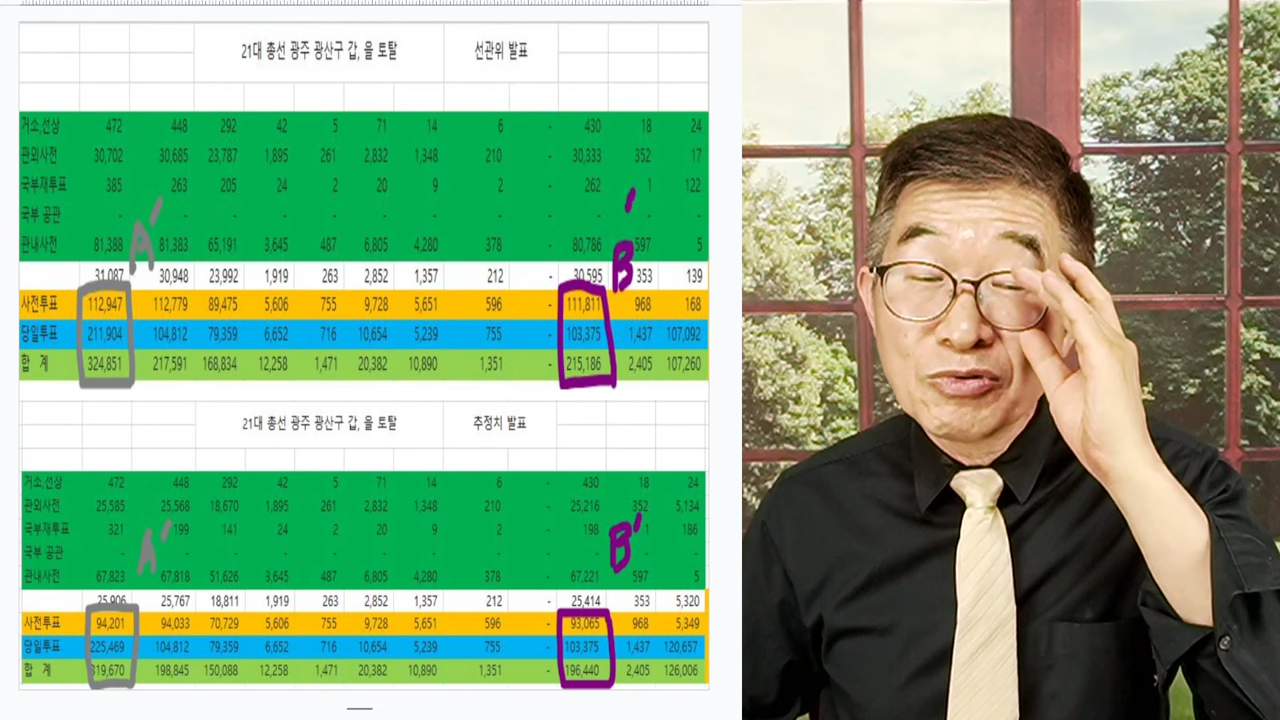 21대 총선 광주 광산구 갑, 을 토탈 선관위 발표
거소,선상 472 448 292 42 5 71 14 6 - 430 18 24
관외사전 30,702 30,685 23,787 1,895 261 2,832 1,348 210 - 30,333 352 17
국부재투표 385 263 205 24 2 20 9 2 - 262 1 122
국부 공관 - - - - - - - - - - - -
관내사전 81,388 81,383 65,191 3,645 487 6,805 4,280 378 - 80,786 597 5
A' B'
31,087 30,948 23,992 1,919 263 2,852 1,357 212 - 30,595 353 139
사전투표 112,947 112,779 89,475 5,606 755 9,728 5,651 596 - 111,811 968 168
당일투표 211,904 104,812 79,359 6,652 716 10,654 5,239 755 - 103,375 1,437 107,092
합 계 324,851 217,591 168,834 12,258 1,471 20,382 10,890 1,351 - 215,186 2,405 107,260
21대 총선 광주 광산구 갑, 을 토탈 추정치 발표
거소,선상 472 448 292 42 5 71 14 6 - 430 18 24
관외사전 25,585 25,568 18,670 1,895 261 2,832 1,348 210 - 25,216 352 5,134
국부재투표 321 199 141 24 2 20 9 2 - 198 1 186
국부 공관 - - - - - - - - - - - -
A' B'
관내사전 67,823 67,818 51,626 3,645 487 6,805 4,280 378 - 67,221 597 5
25,906 25,767 18,811 1,919 263 2,852 1,357 212 - 25,414 353 5,320
사전투표 94,201 94,033 70,729 5,606 755 9,728 5,651 596 - 93,065 968 5,349
당일투표 225,469 104,812 79,359 6,652 716 10,654 5,239 755 - 103,375 1,437 120,657
합 계 319,670 198,845 150,088 12,258 1,471 20,382 10,890 1,351 - 196,440 2,405 126,006